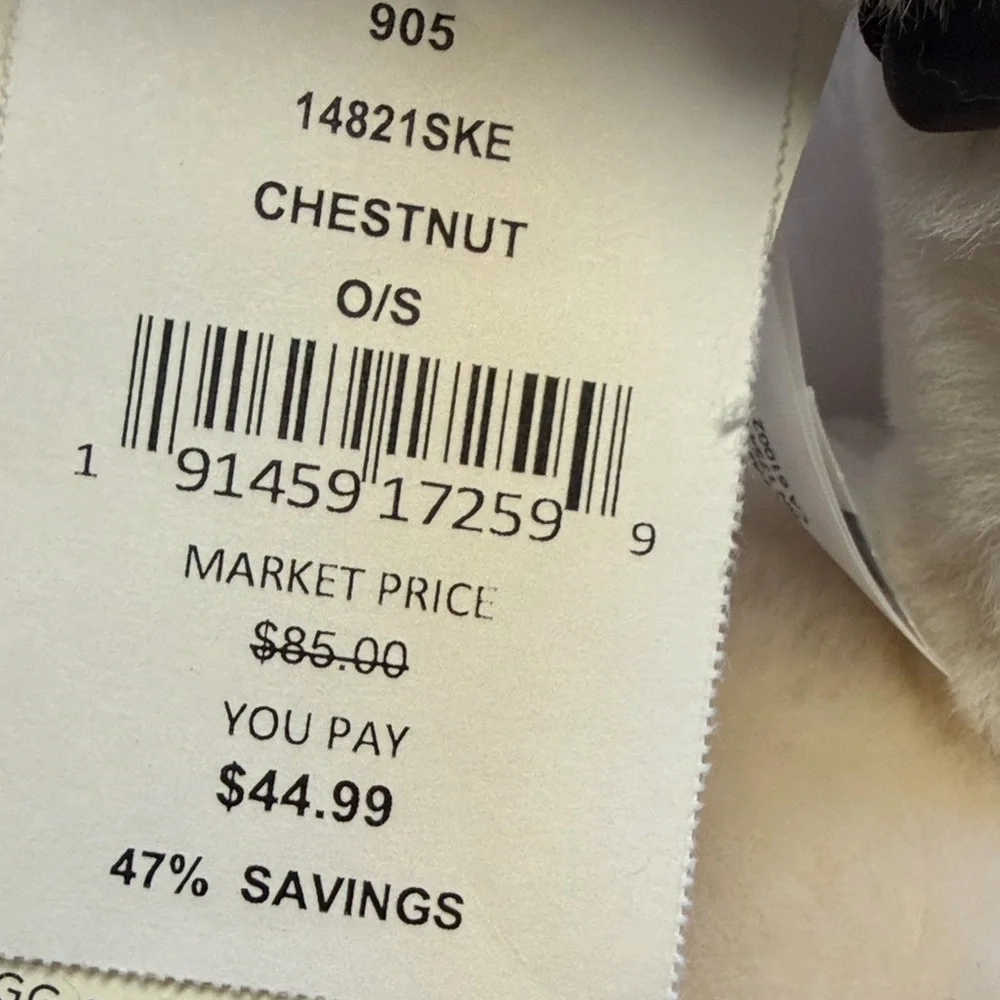 905
14821SKE
CHESTNUT
O/S
1 91459 17259 9
MARKET PRICE
$85.00
YOU PAY
$44.99
47% SAVINGS